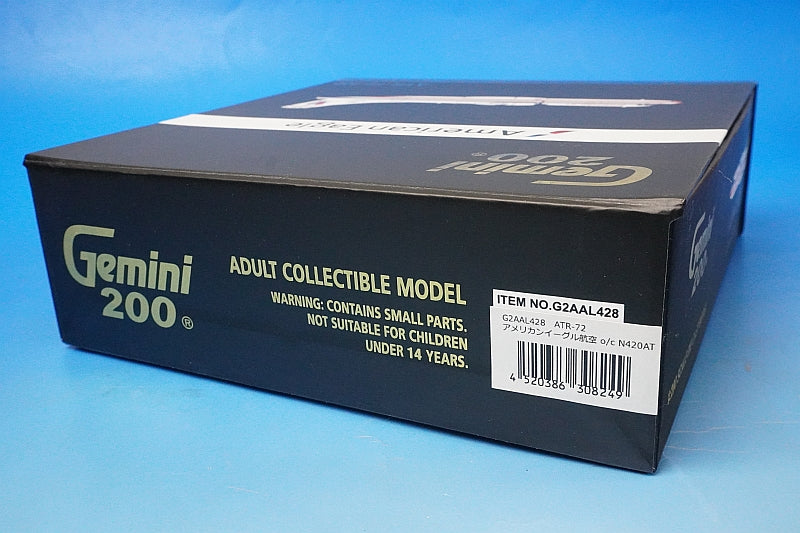 American Eagle
Gemini
200®
Gemini
200®
ADULT COLLECTIBLE MODEL
WARNING: CONTAINS SMALL PARTS.
NOT SUITABLE FOR CHILDREN
UNDER 14 YEARS.
ITEM NO.G2AAL428
G2AAL428 ATR-72
アメリカンイーグル航空 o/c N420AT
4 520386 308249
Gemini
200